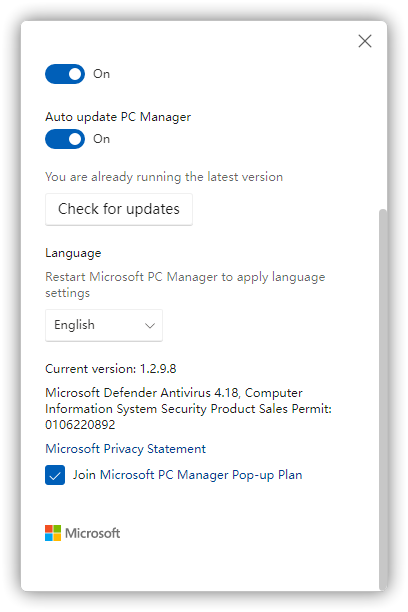 On
Auto update PC Manager
On
You are already running the latest version
Check for updates
Language
Restart Microsoft PC Manager to apply language
settings
English
Current version: 1.2.9.8
Microsoft Defender Antivirus 4.18, Computer
Information System Security Product Sales Permit:
0106220892
Microsoft Privacy Statement
Join Microsoft PC Manager Pop-up Plan
Microsoft